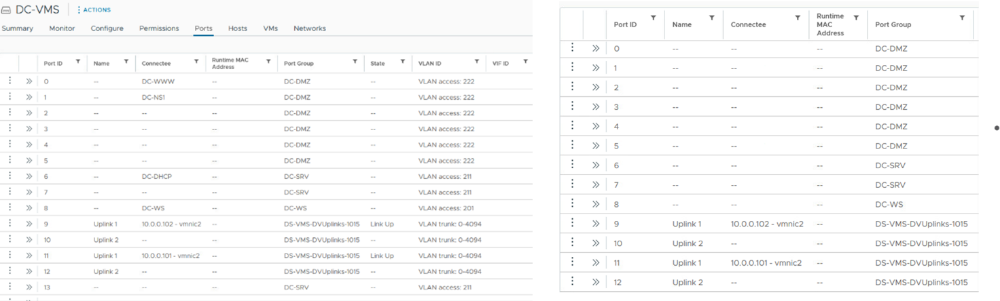 DC-VMS ⋮ ACTIONS
Summary Monitor Configure Permissions Ports Hosts VMs Networks
Port ID Name Connectee Runtime MAC Address Port Group State VLAN ID VIF ID
0 -- DC-WWW -- DC-DMZ -- VLAN access: 222
1 -- DC-NS1 -- DC-DMZ -- VLAN access: 222
2 -- -- -- DC-DMZ -- VLAN access: 222
3 -- -- -- DC-DMZ -- VLAN access: 222
4 -- -- -- DC-DMZ -- VLAN access: 222
5 -- -- -- DC-DMZ -- VLAN access: 222
6 -- DC-DHCP -- DC-SRV -- VLAN access: 211
7 -- -- -- DC-SRV -- VLAN access: 211
8 -- DC-WS -- DC-WS -- VLAN access: 201
9 Uplink 1 10.0.0.102 - vmnic2 -- DS-VMS-DVUplinks-1015 Link Up VLAN trunk: 0-4094
10 Uplink 2 -- -- DS-VMS-DVUplinks-1015 -- VLAN trunk: 0-4094
11 Uplink 1 10.0.0.101 - vmnic2 -- DS-VMS-DVUplinks-1015 Link Up VLAN trunk: 0-4094
12 Uplink 2 -- -- DS-VMS-DVUplinks-1015 -- VLAN trunk: 0-4094
13 -- -- -- DC-SRV -- VLAN access: 211
Port ID Name Connectee Runtime MAC Address Port Group
0 -- -- -- DC-DMZ
1 -- -- -- DC-DMZ
2 -- -- -- DC-DMZ
3 -- -- -- DC-DMZ
4 -- -- -- DC-DMZ
5 -- -- -- DC-DMZ
6 -- -- -- DC-SRV
7 -- -- -- DC-SRV
8 -- -- -- DC-WS
9 Uplink 1 10.0.0.102 - vmnic2 -- DS-VMS-DVUplinks-1015
10 Uplink 2 -- -- DS-VMS-DVUplinks-1015
11 Uplink 1 10.0.0.101 - vmnic2 -- DS-VMS-DVUplinks-1015
12 Uplink 2 -- -- DS-VMS-DVUplinks-1015